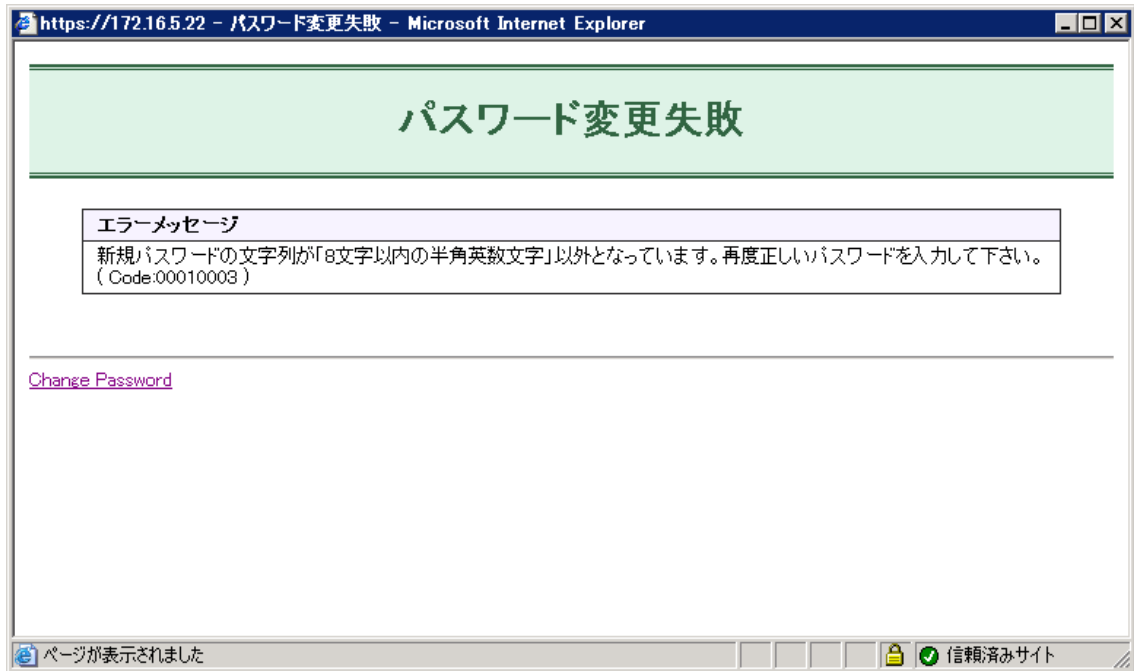 https://172.16.5.22 - パスワード変更失敗 - Microsoft Internet Explorer
パスワード変更失敗
エラーメッセージ
新規パスワードの文字列が「8文字以内の半角英数文字」以外となっています。再度正しいパスワードを入力して下さい。
( Code:00010003 )
Change Password
ページが表示されました
信頼済みサイト